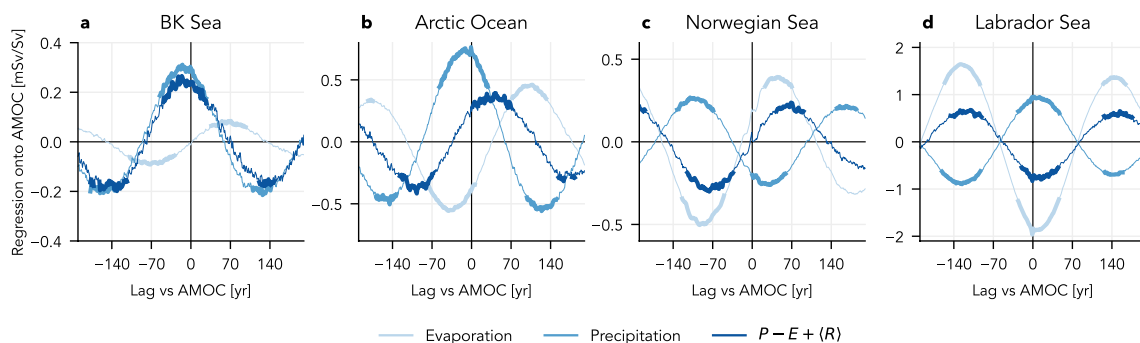 a BK Sea
b Arctic Ocean
c Norwegian Sea
d Labrador Sea
Regression onto AMOC [mSv/Sv]
0.4
0.2
0.0
−0.2
−0.4
0.5
0.0
−0.5
0.5
0.0
−0.5
2
1
0
−1
−2
−140 −70 0 70 140
−140 −70 0 70 140
−140 −70 0 70 140
−140 −70 0 70 140
Lag vs AMOC [yr]
Lag vs AMOC [yr]
Lag vs AMOC [yr]
Lag vs AMOC [yr]
Evaporation Precipitation P − E + ⟨R⟩